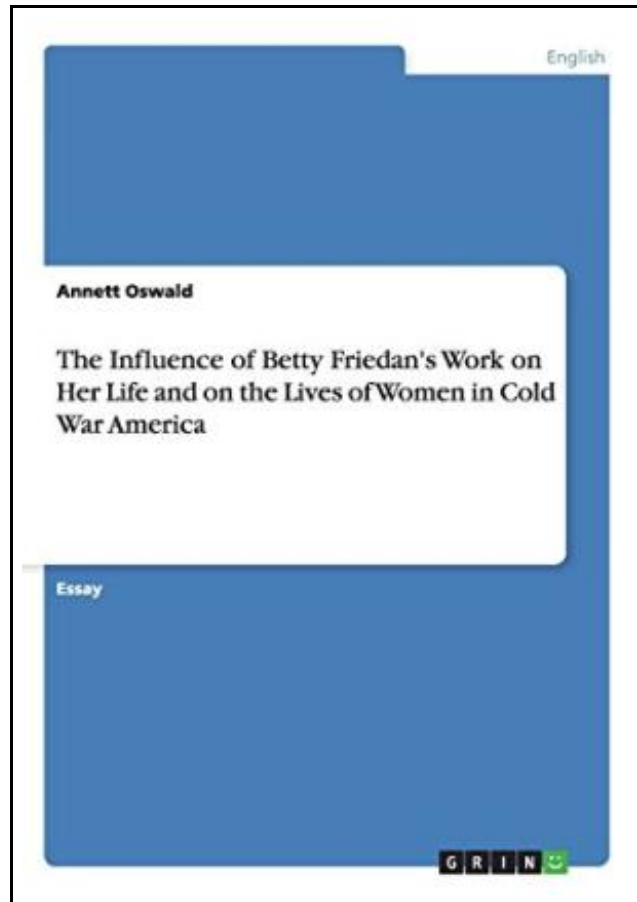 English
Annett Oswald
The Influence of Betty Friedan's Work on
Her Life and on the Lives of Women in Cold
War America
Essay
GRIN